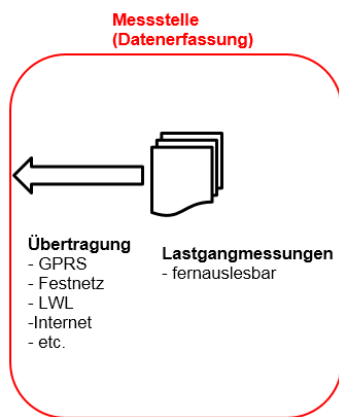 Messstelle
(Datenerfassung)
Übertragung
- GPRS
- Festnetz
- LWL
-Internet
- etc.
Lastgangmessungen
- fernauslesbar